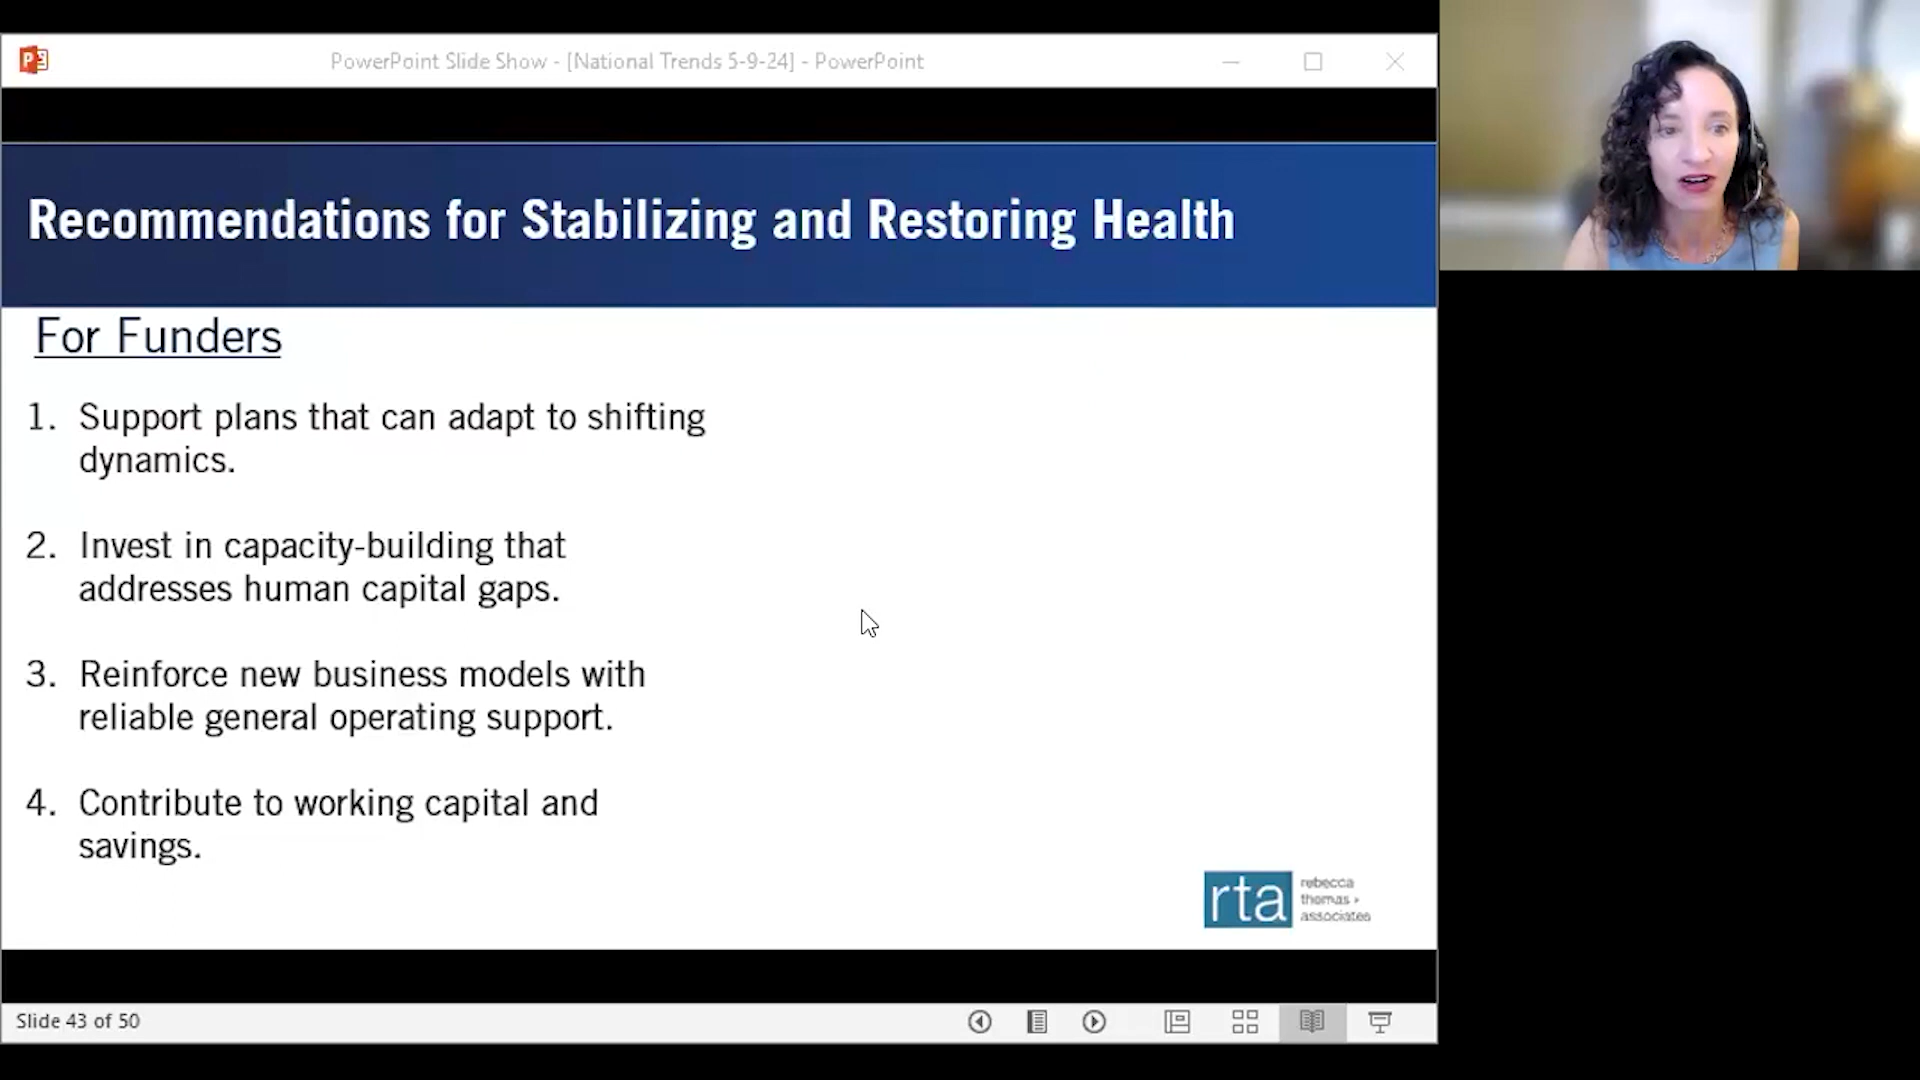 PowerPoint Slide Show - [National Trends 5-9-24] - PowerPoint
Recommendations for Stabilizing and Restoring Health
For Funders
1. Support plans that can adapt to shifting
dynamics.
2. Invest in capacity-building that
addresses human capital gaps.
3. Reinforce new business models with
reliable general operating support.
4. Contribute to working capital and
savings.
rta
rebecca
thomas +
associates
Slide 43 of 50